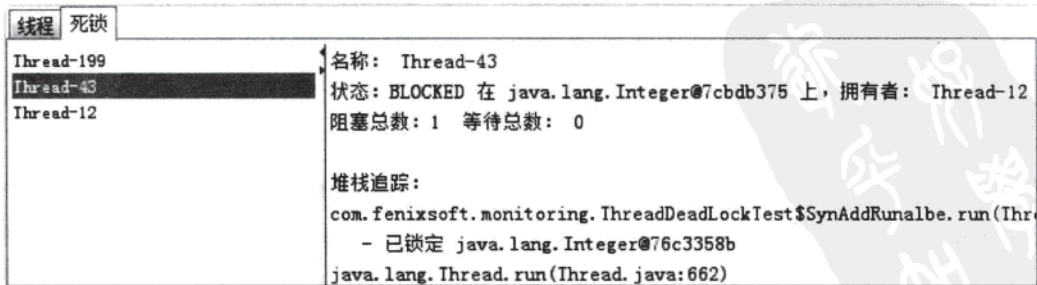 线程 死锁
Thread-199
Thread-43
Thread-12
名称： Thread-43
状态：BLOCKED 在 java.lang.Integer@7cbdb375 上，拥有者： Thread-12
阻塞总数：1 等待总数： 0
堆栈追踪：
com.fenixsoft.monitoring.ThreadDeadLockTest$SynAddRunalbe.run(Thre
- 已锁定 java.lang.Integer@76c3358b
java.lang.Thread.run(Thread.java:662)